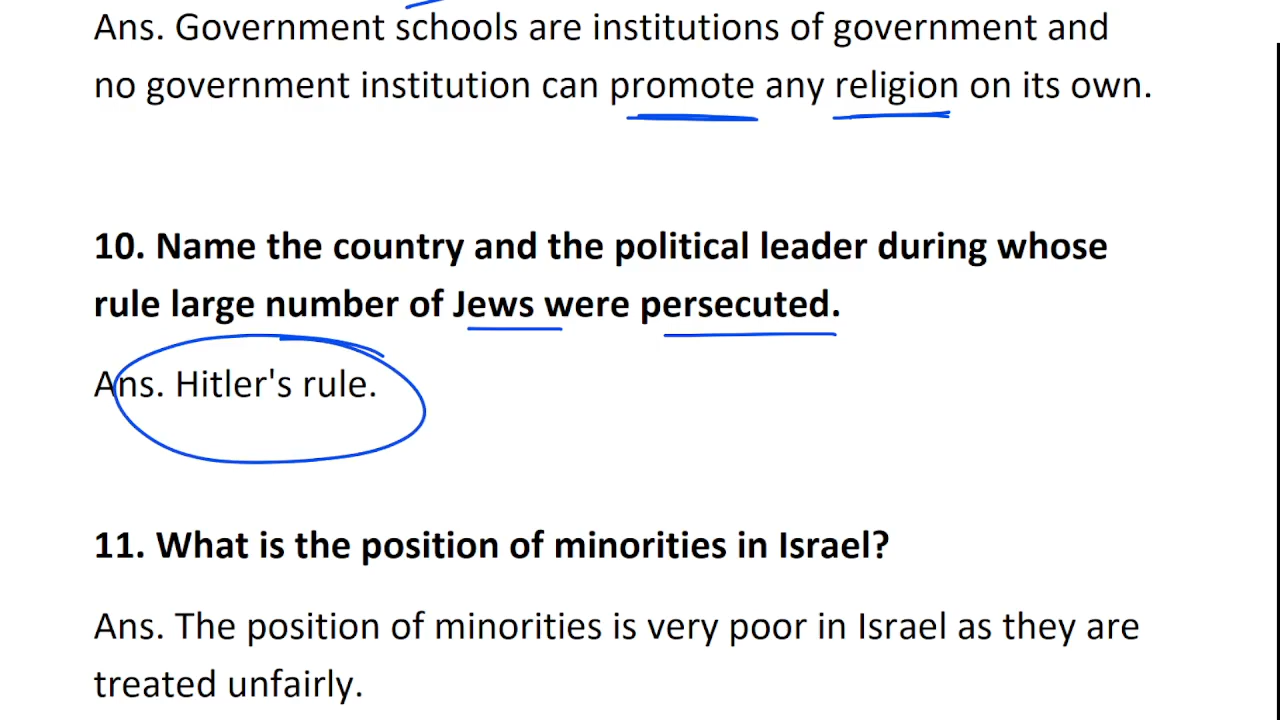 Ans. Government schools are institutions of government and
no government institution can promote any religion on its own.
10. Name the country and the political leader during whose
rule large number of Jews were persecuted.
Ans. Hitler's rule.
11. What is the position of minorities in Israel?
Ans. The position of minorities is very poor in Israel as they are
treated unfairly.